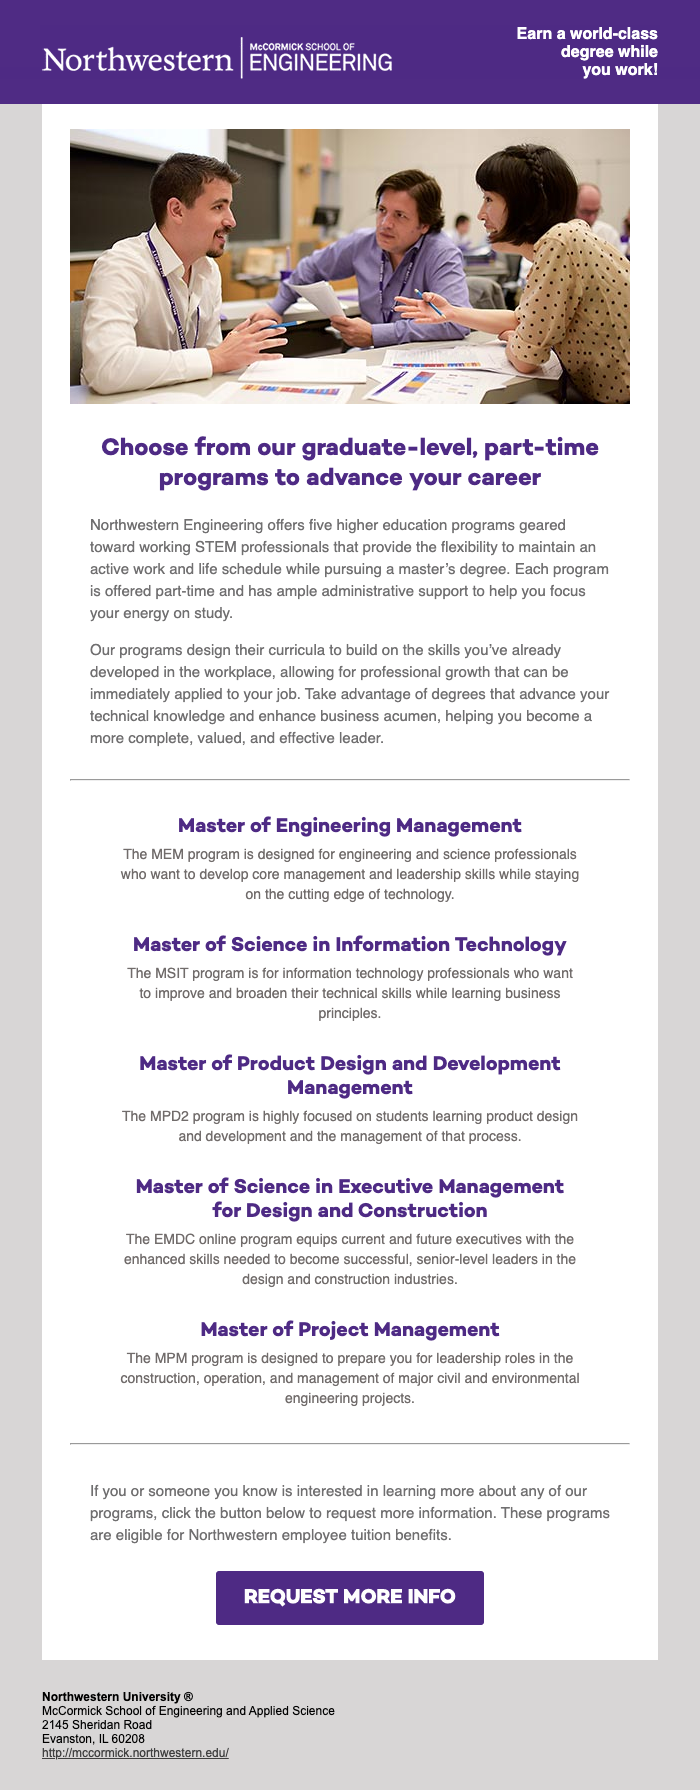 Northwestern
McCORMICK SCHOOL OF
ENGINEERING
Earn a world-class
degree while
you work!
Choose from our graduate-level, part-time
programs to advance your career
Northwestern Engineering offers five higher education programs geared
toward working STEM professionals that provide the flexibility to maintain an
active work and life schedule while pursuing a master’s degree. Each program
is offered part-time and has ample administrative support to help you focus
your energy on study.
Our programs design their curricula to build on the skills you’ve already
developed in the workplace, allowing for professional growth that can be
immediately applied to your job. Take advantage of degrees that advance your
technical knowledge and enhance business acumen, helping you become a
more complete, valued, and effective leader.
Master of Engineering Management
The MEM program is designed for engineering and science professionals
who want to develop core management and leadership skills while staying
on the cutting edge of technology.
Master of Science in Information Technology
The MSIT program is for information technology professionals who want
to improve and broaden their technical skills while learning business
principles.
Master of Product Design and Development
Management
The MPD2 program is highly focused on students learning product design
and development and the management of that process.
Master of Science in Executive Management
for Design and Construction
The EMDC online program equips current and future executives with the
enhanced skills needed to become successful, senior-level leaders in the
design and construction industries.
Master of Project Management
The MPM program is designed to prepare you for leadership roles in the
construction, operation, and management of major civil and environmental
engineering projects.
If you or someone you know is interested in learning more about any of our
programs, click the button below to request more information. These programs
are eligible for Northwestern employee tuition benefits.
REQUEST MORE INFO
Northwestern University ®
McCormick School of Engineering and Applied Science
2145 Sheridan Road
Evanston, IL 60208
http://mccormick.northwestern.edu/